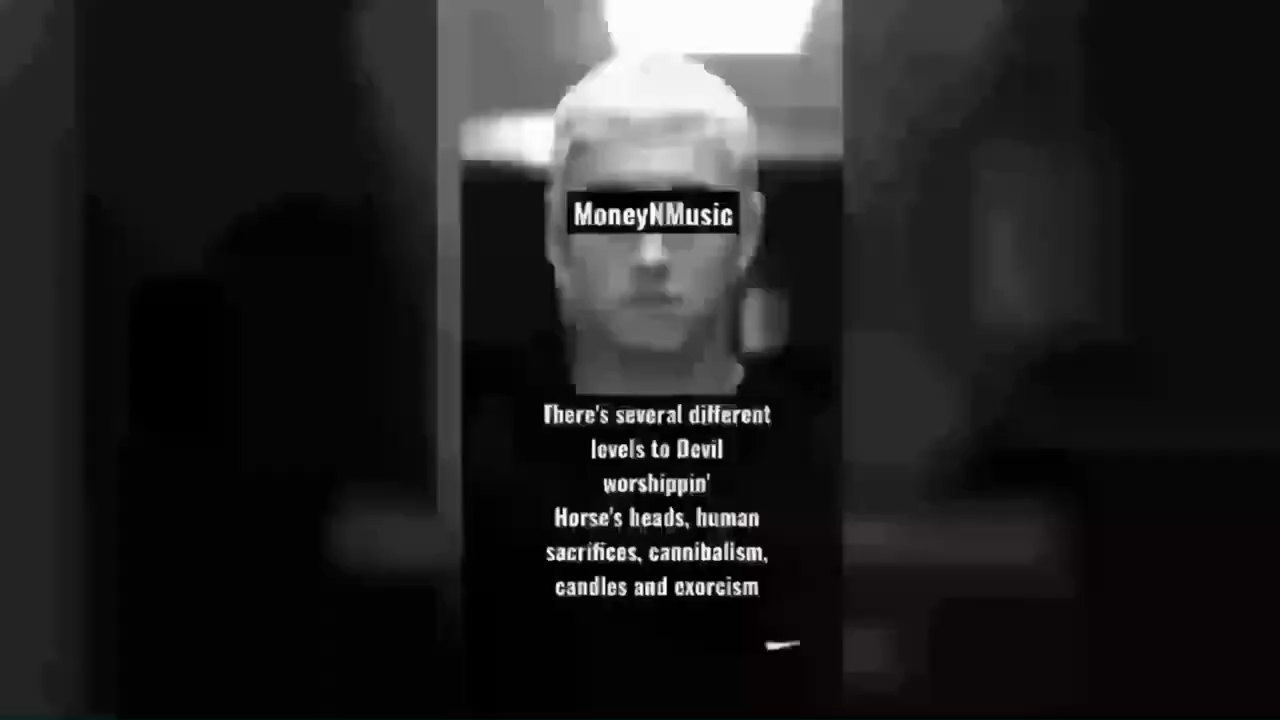 MoneyNMusic
There's several different
levels to Devil
worshippin'
Horse's heads, human
sacrifices, cannibalism,
candles and exorcism